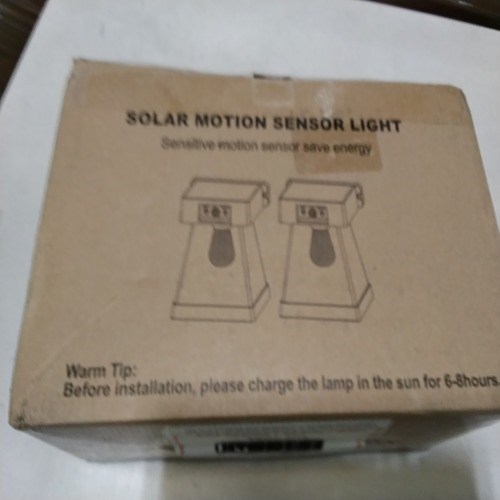 SOLAR MOTION SENSOR LIGHT
Sensitive motion sensor save energy
Warm Tip:
Before installation, please charge the lamp in the sun for 6-8hours.